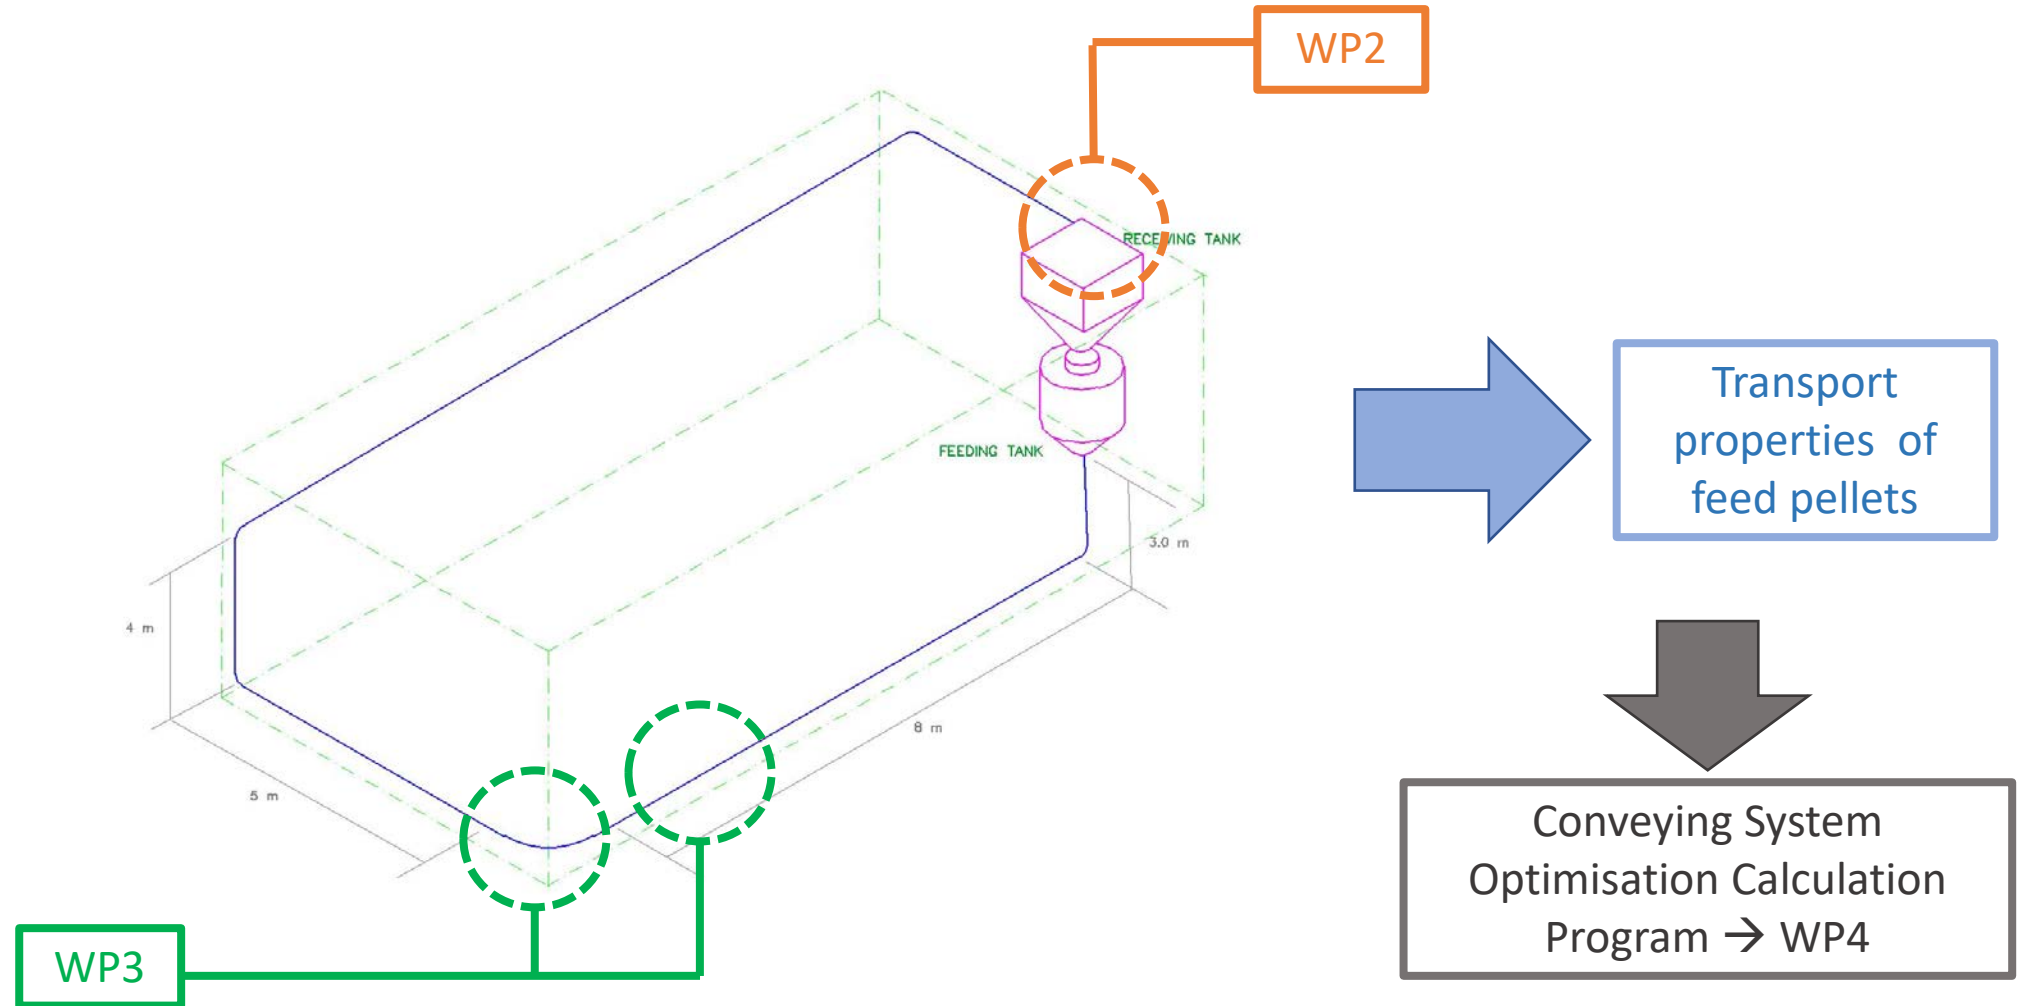 WP2
RECEIVING TANK
FEEDING TANK
3.0 m
4 m
8 m
5 m
WP3
Transport
properties of
feed pellets
Conveying System
Optimisation Calculation
Program → WP4